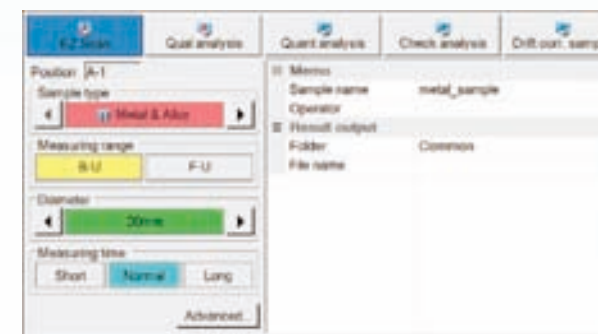 EZ Scan Qual analysis Quant analysis Check analysis Drift corr. samp
Position A-1
Sample type
Metal & Alloy
Measuring range
B-U F-U
Diameter
30mm
Measuring time
Short Normal Long
Advanced...
Memo
Sample name metal_sample
Operator
Result output
Folder Common
File name